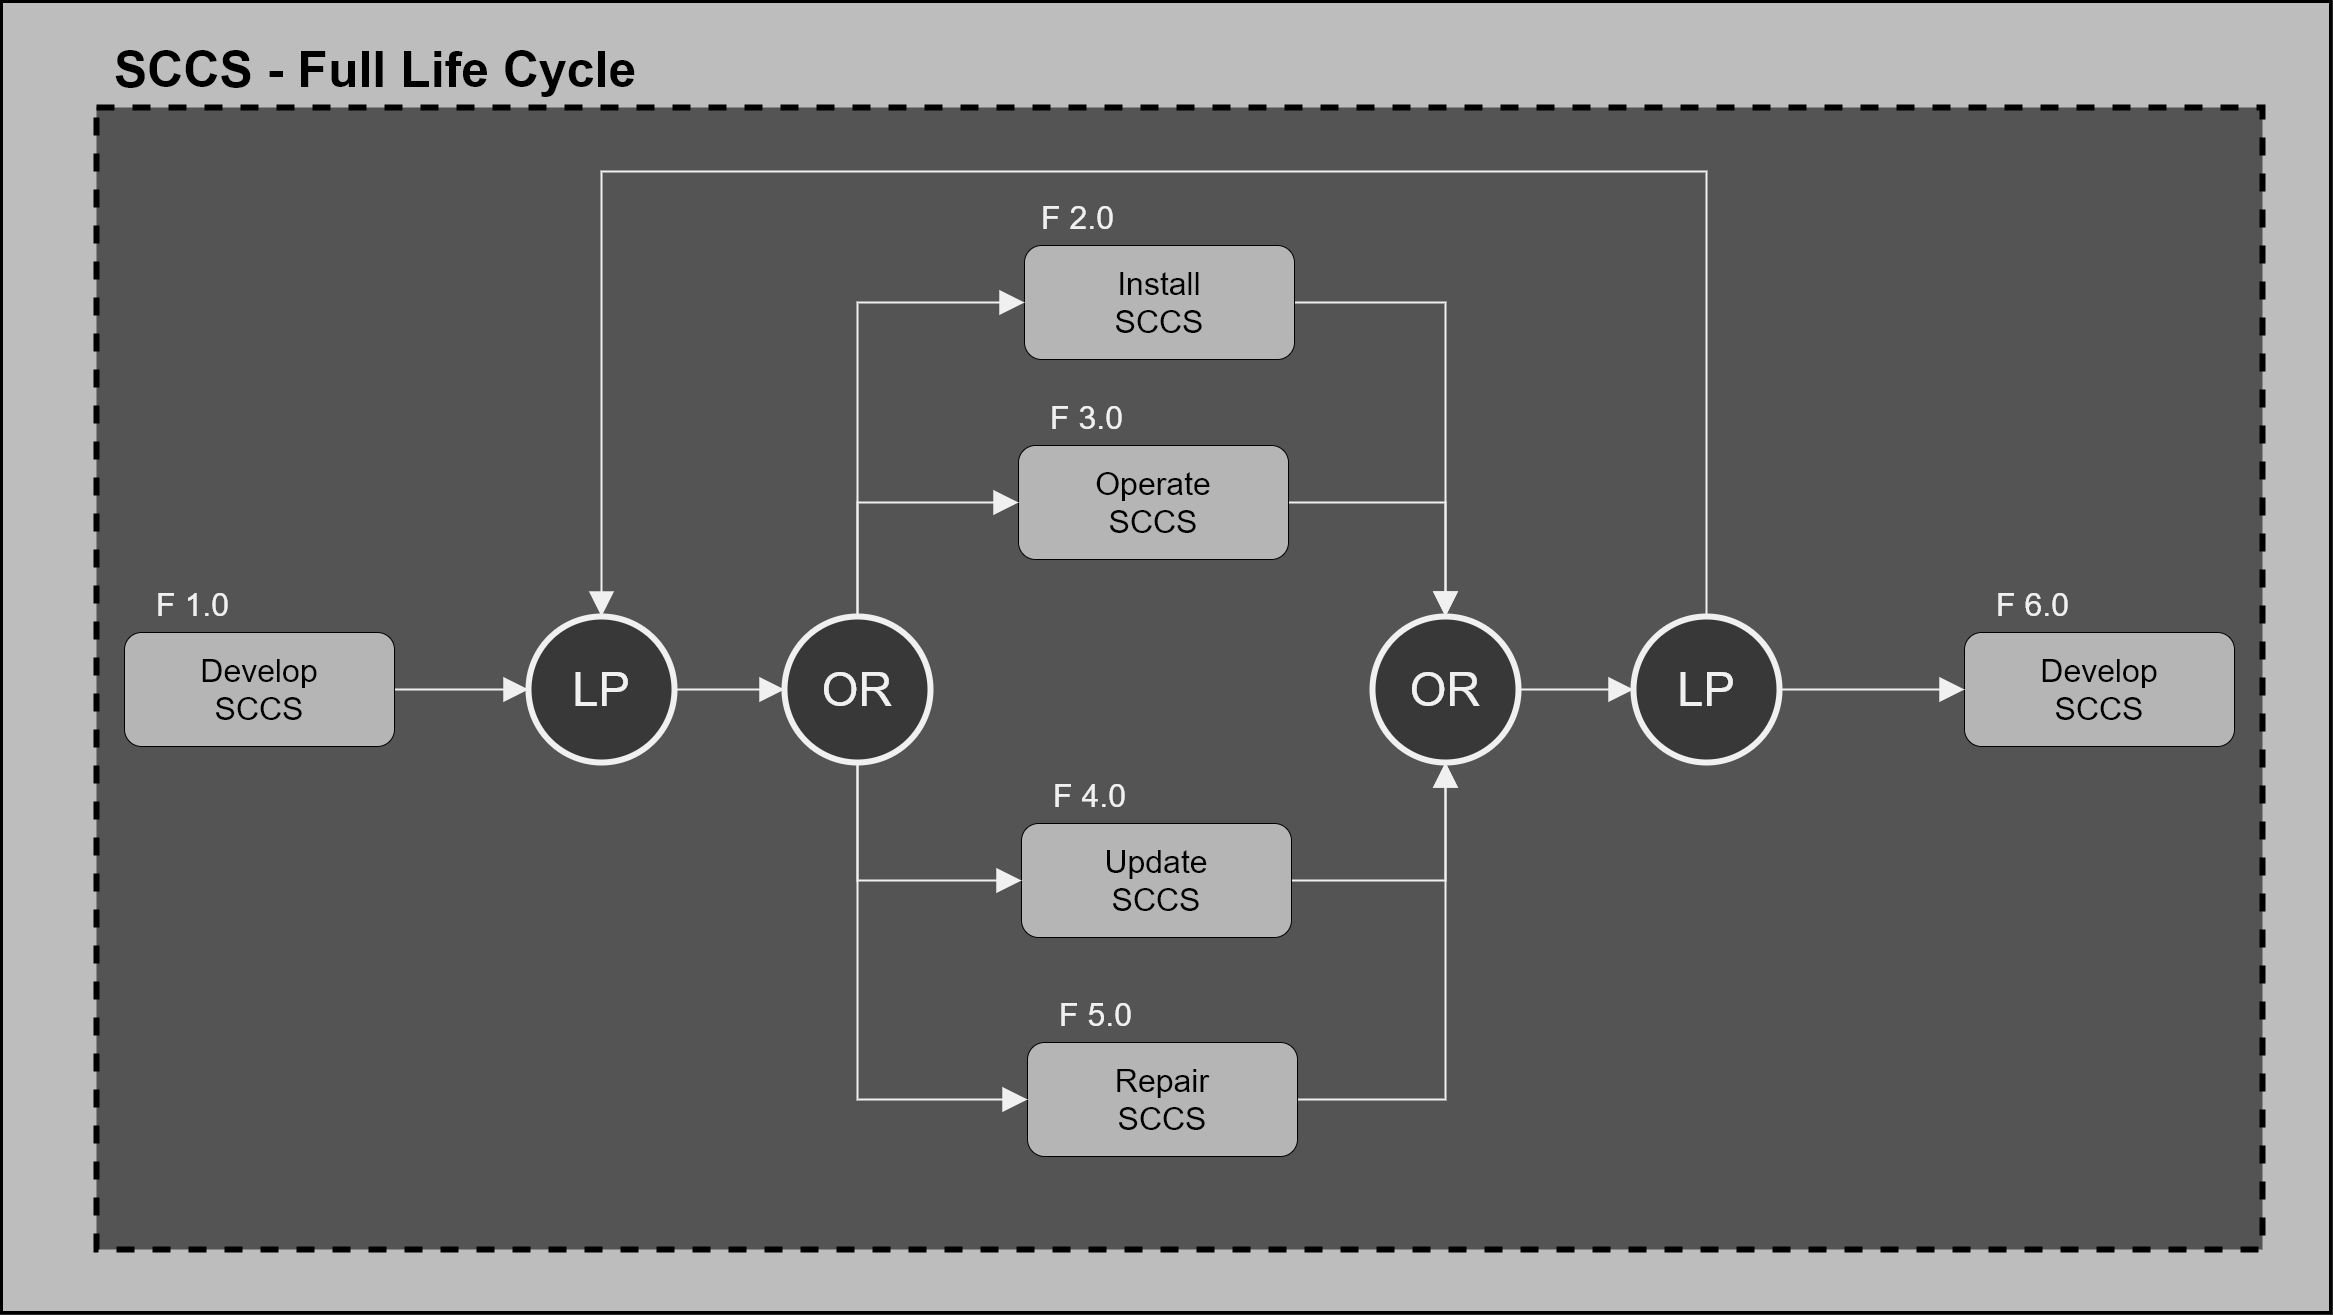 SCCS - Full Life Cycle
F 2.0
Install
SCCS
F 3.0
Operate
SCCS
F 1.0
Develop
SCCS
LP
OR
OR
LP
F 6.0
Develop
SCCS
F 4.0
Update
SCCS
F 5.0
Repair
SCCS